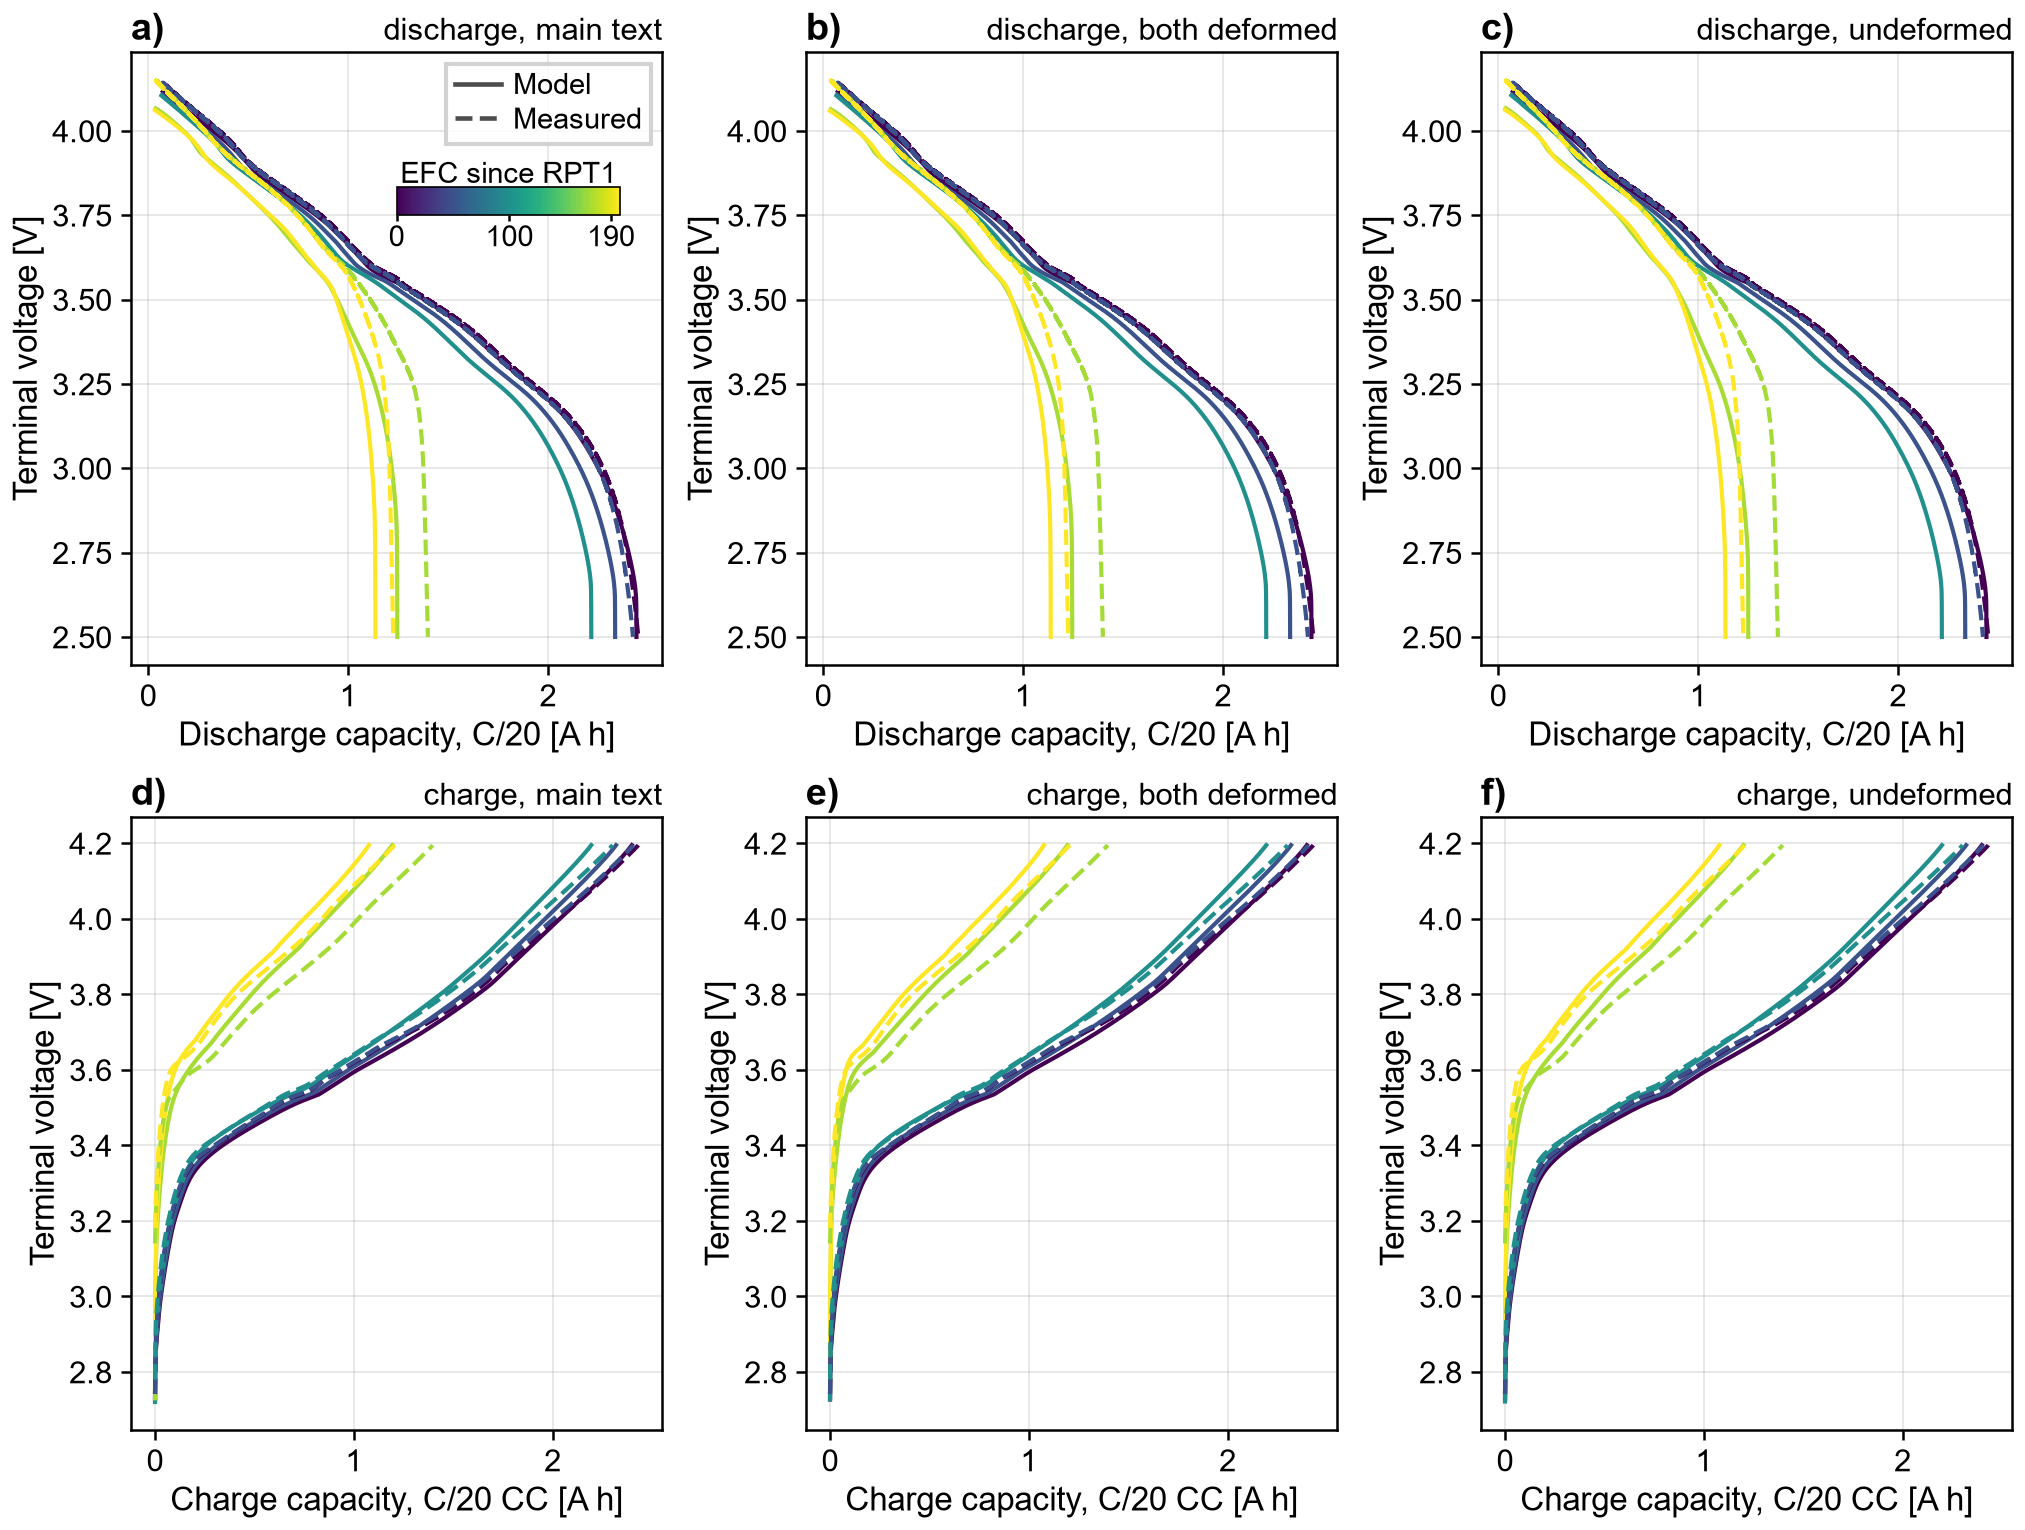 a) discharge, main text
b) discharge, both deformed
c) discharge, undeformed
Model
Measured
EFC since RPT1
0 100 190
4.00
3.75
3.50
3.25
3.00
2.75
2.50
Terminal voltage [V]
0 1 2
Discharge capacity, C/20 [A h]
4.00
3.75
3.50
3.25
3.00
2.75
2.50
Terminal voltage [V]
0 1 2
Discharge capacity, C/20 [A h]
4.00
3.75
3.50
3.25
3.00
2.75
2.50
Terminal voltage [V]
0 1 2
Discharge capacity, C/20 [A h]
d) charge, main text
4.2
4.0
3.8
3.6
3.4
3.2
3.0
2.8
Terminal voltage [V]
0 1 2
Charge capacity, C/20 CC [A h]
e) charge, both deformed
4.2
4.0
3.8
3.6
3.4
3.2
3.0
2.8
Terminal voltage [V]
0 1 2
Charge capacity, C/20 CC [A h]
f) charge, undeformed
4.2
4.0
3.8
3.6
3.4
3.2
3.0
2.8
Terminal voltage [V]
0 1 2
Charge capacity, C/20 CC [A h]